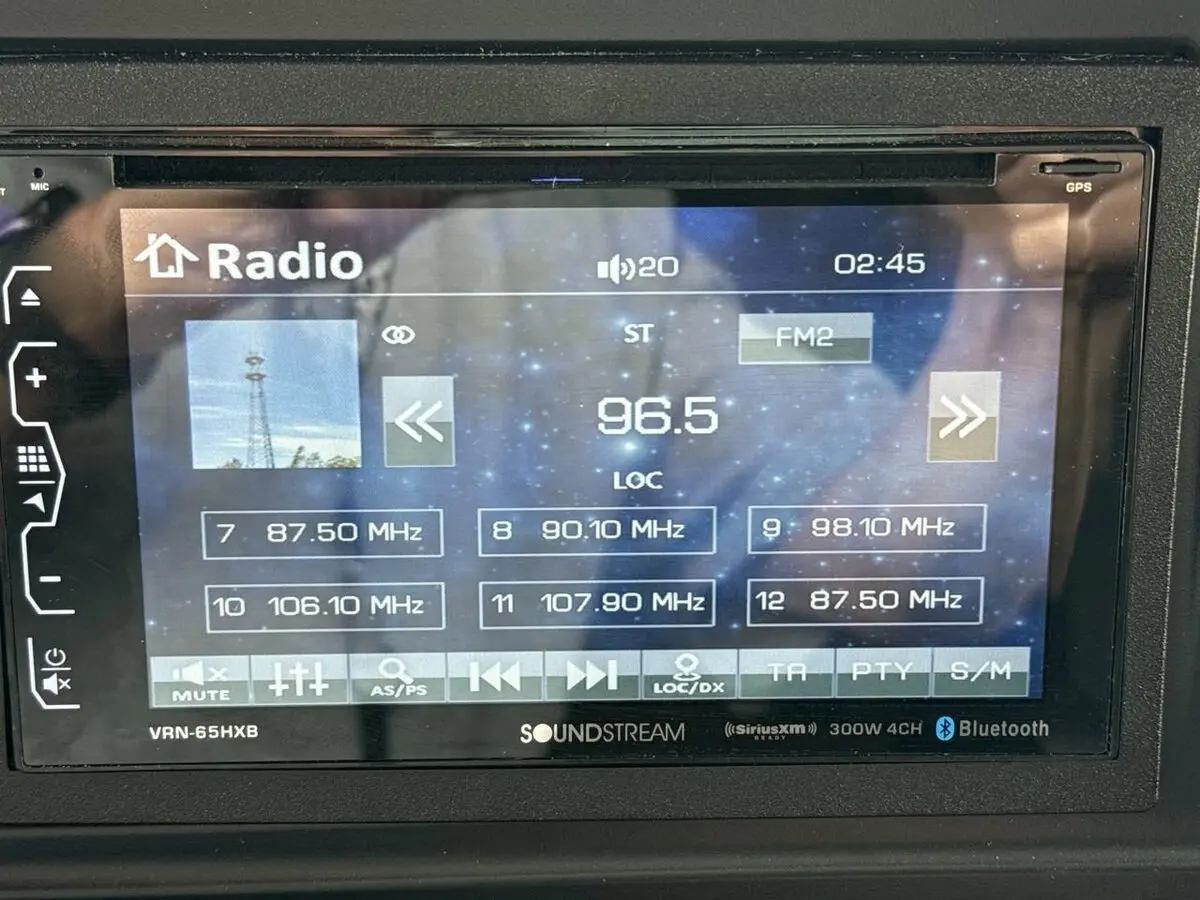 MIC
GPS
Radio 20 02:45
ST FM2
96.5
LOC
7 87.50 MHz 8 90.10 MHz 9 98.10 MHz
10 106.10 MHz 11 107.90 MHz 12 87.50 MHz
MUTE AS/PS LOC/DX TA PTY S/M
VRN-65HXB SOUNDSTREAM ((SiriusXM)) READY 300W 4CH Bluetooth